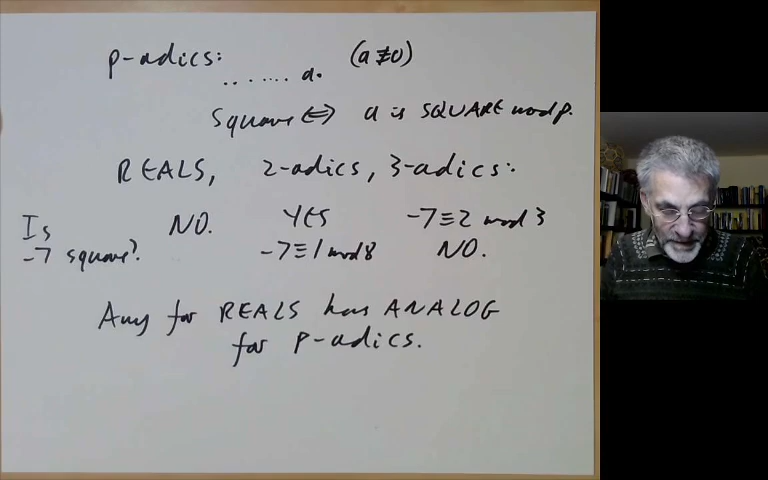 p-adics: (a≢0)
. . . . . . . a.
Square ⇔ a is SQUARE mod p.
REALS, 2-adics, 3-adics:
Is NO. YES -7≡2 mod 3
-7 square? -7≡1 mod 8 NO.
Any for REALS has ANALOG
for p-adics.